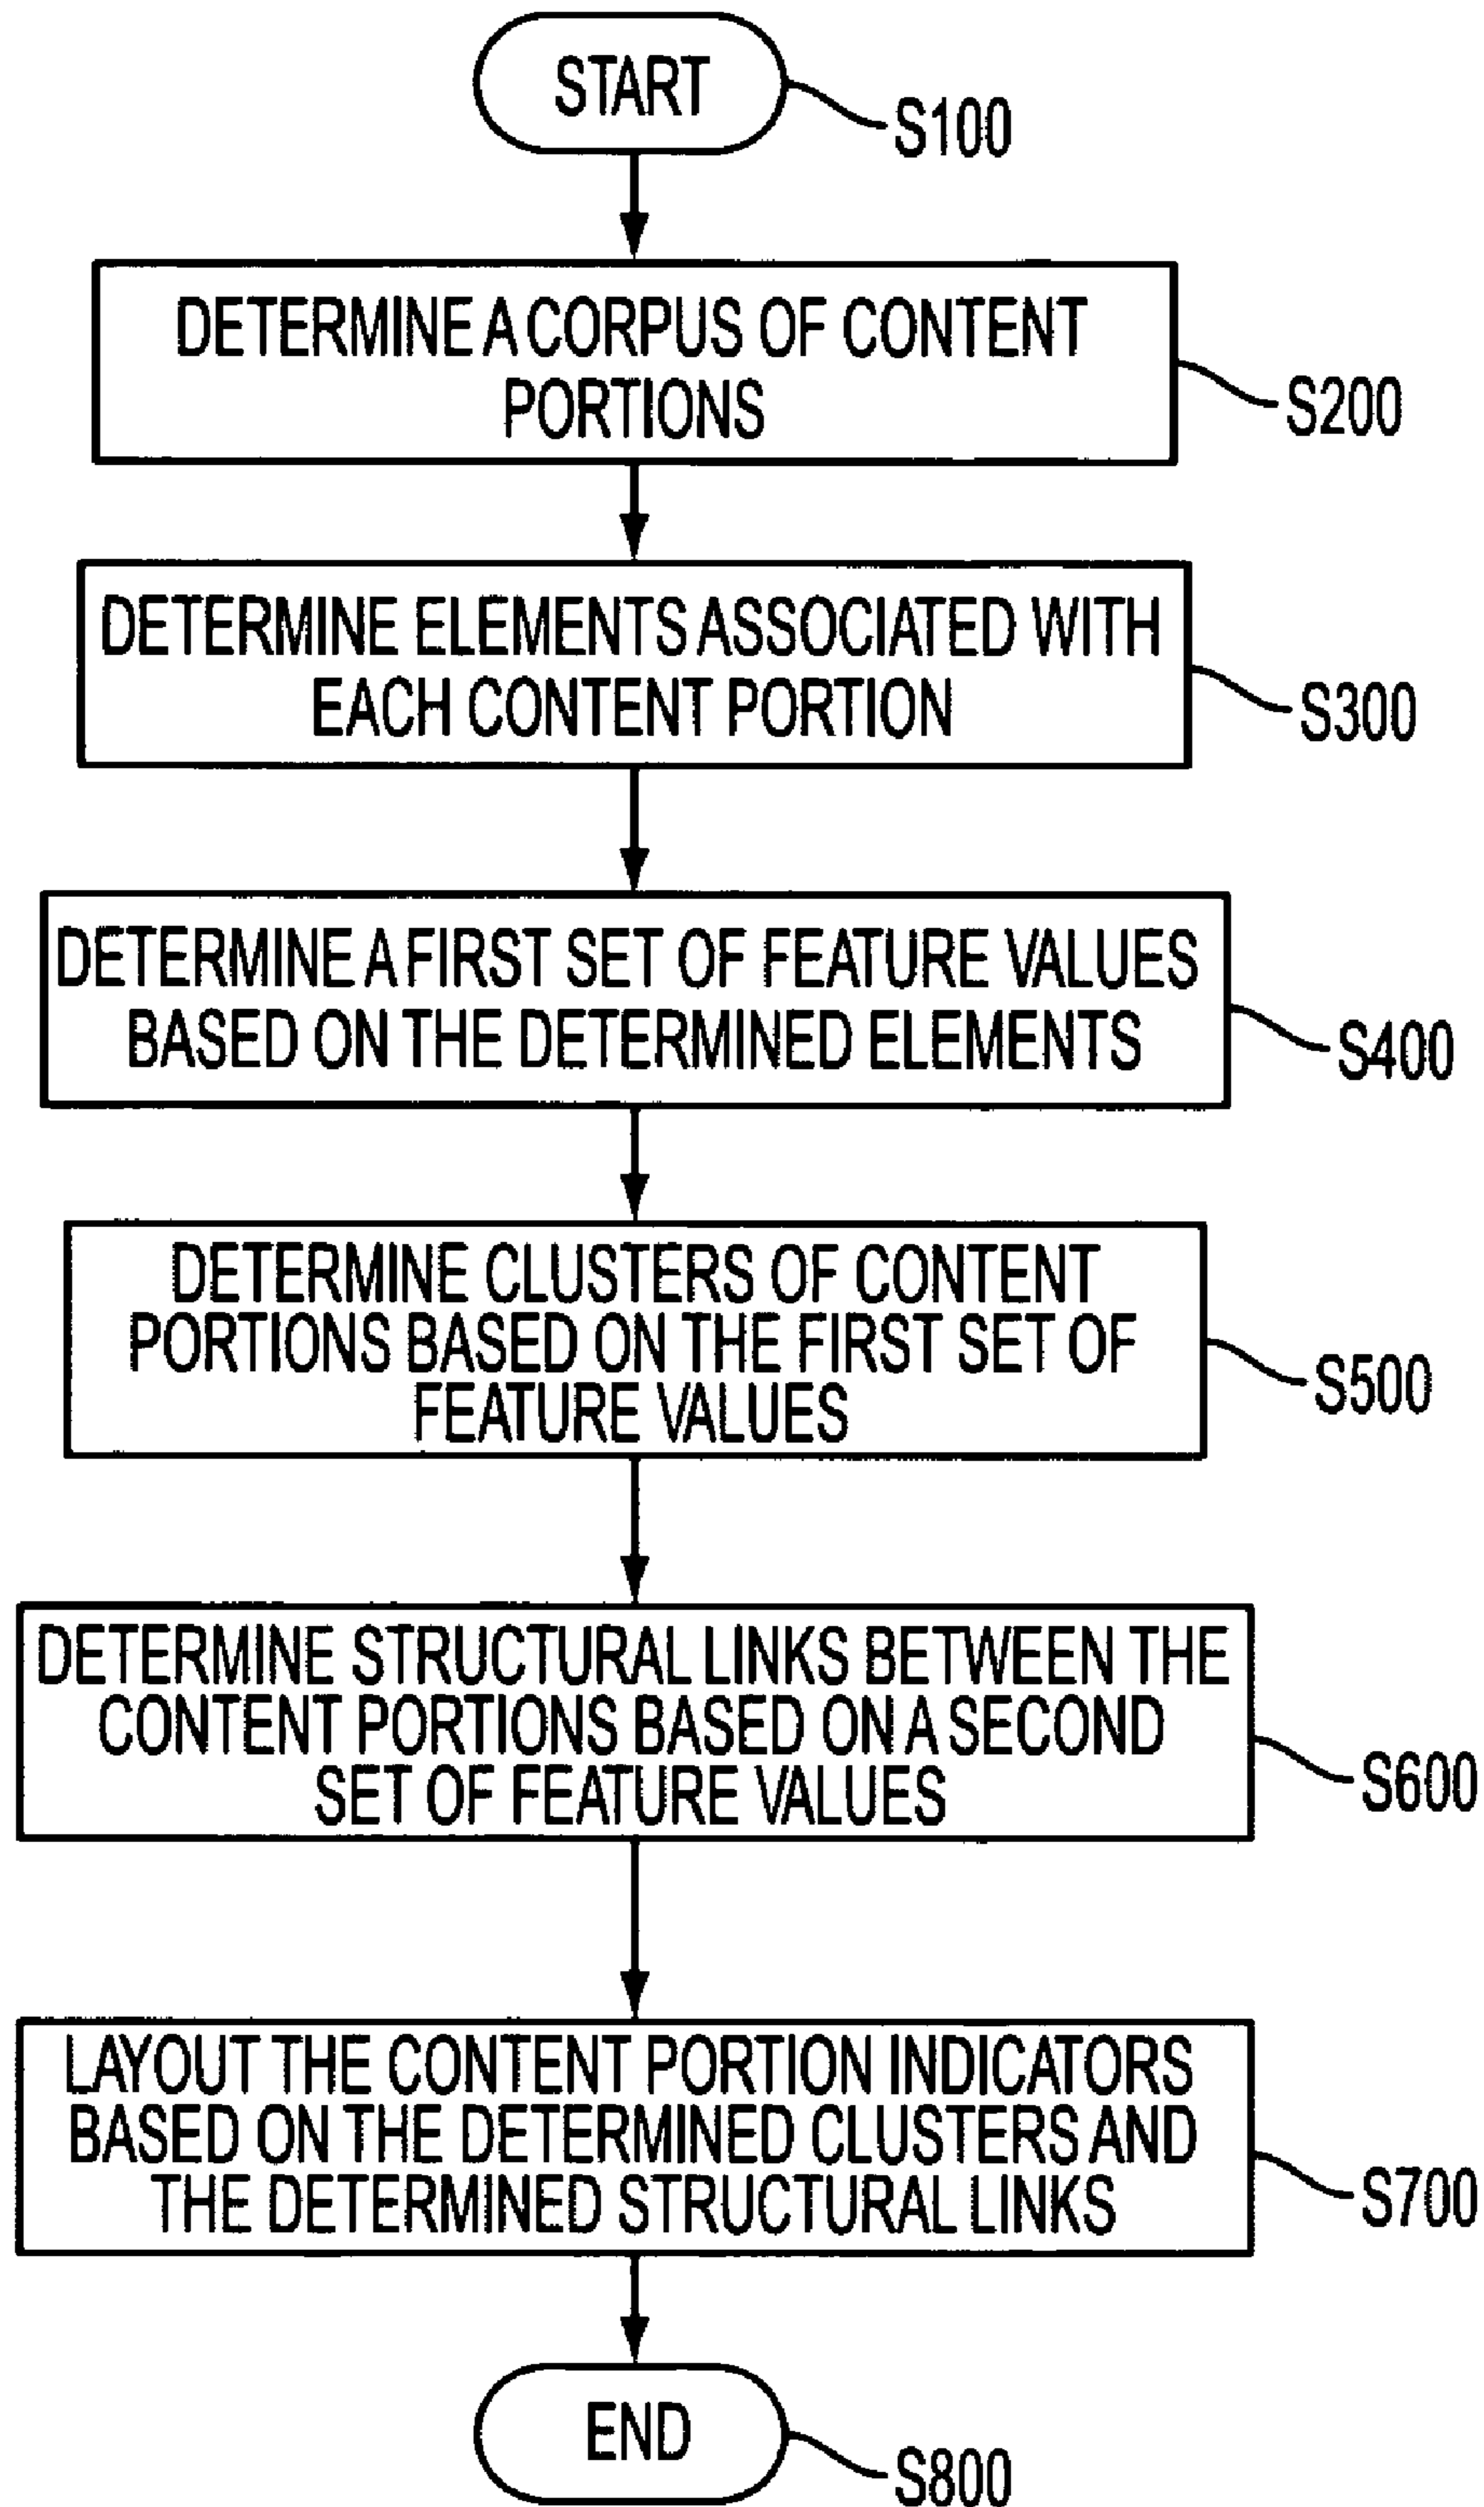 START
S100
DETERMINE A CORPUS OF CONTENT
PORTIONS
S200
DETERMINE ELEMENTS ASSOCIATED WITH
EACH CONTENT PORTION
S300
DETERMINE A FIRST SET OF FEATURE VALUES
BASED ON THE DETERMINED ELEMENTS
S400
DETERMINE CLUSTERS OF CONTENT
PORTIONS BASED ON THE FIRST SET OF
FEATURE VALUES
S500
DETERMINE STRUCTURAL LINKS BETWEEN THE
CONTENT PORTIONS BASED ON A SECOND
SET OF FEATURE VALUES
S600
LAYOUT THE CONTENT PORTION INDICATORS
BASED ON THE DETERMINED CLUSTERS AND
THE DETERMINED STRUCTURAL LINKS
S700
END
S800